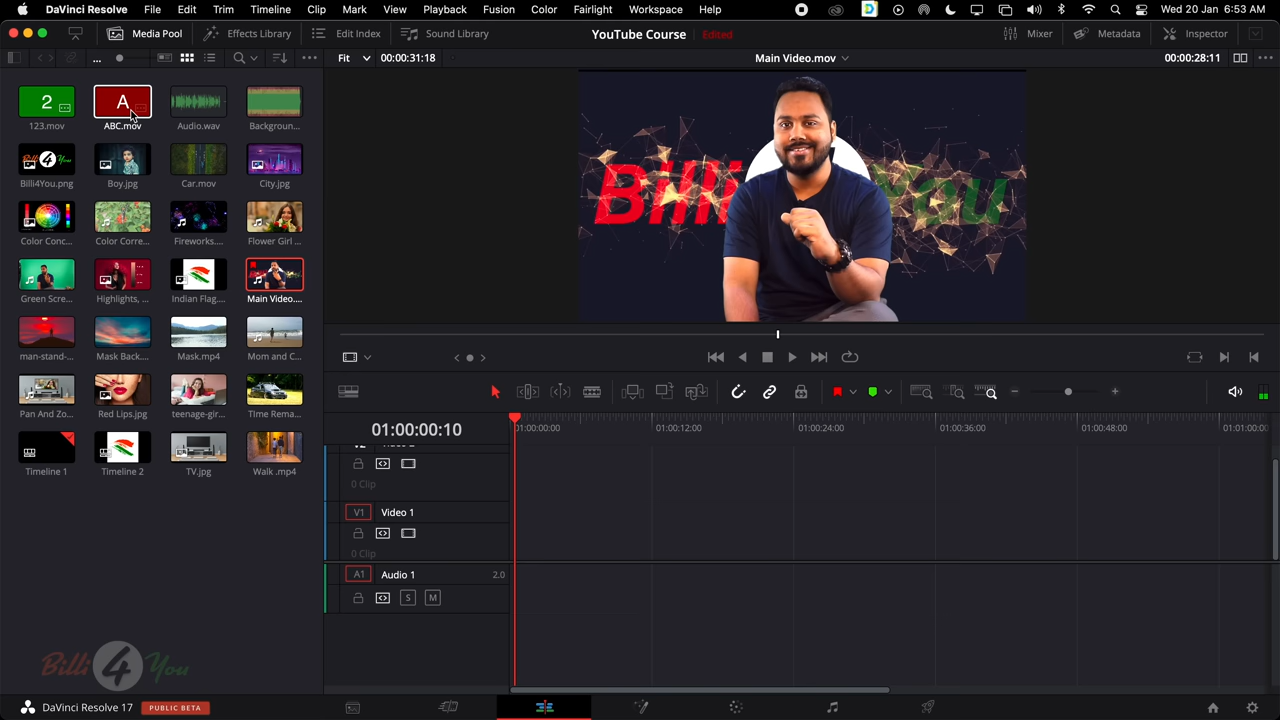 DaVinci Resolve File Edit Trim Timeline Clip Mark View Playback Fusion Color Fairlight Workspace Help Wed 20 Jan 6:53 AM
Media Pool Effects Library Edit Index Sound Library YouTube Course Edited Mixer Metadata Inspector
... Fit 00:00:31:18 Main Video.mov 00:00:28:11
2 A
123.mov ABC.mov Audio.wav Backgroun...
Billi4You.png Boy.jpg Car.mov City.jpg
Color Conc... Color Corre... Fireworks.... Flower Girl ...
Green Scre... Highlights, ... Indian Flag.... Main Video....
man-stand-... Mask Back.... Mask.mp4 Mom and C...
Pan And Zo... Red Lips.jpg teenage-gir... TIme Rema...
Timeline 1 Timeline 2 TV.jpg Walk .mp4
Billi You
01:00:00:10
01:00:00:00 01:00:12:00 01:00:24:00 01:00:36:00 01:00:48:00 01:01:00:0
0 Clip
V1 Video 1
0 Clip
A1 Audio 1 2.0
S M
Billi 4 You
DaVinci Resolve 17 PUBLIC BETA